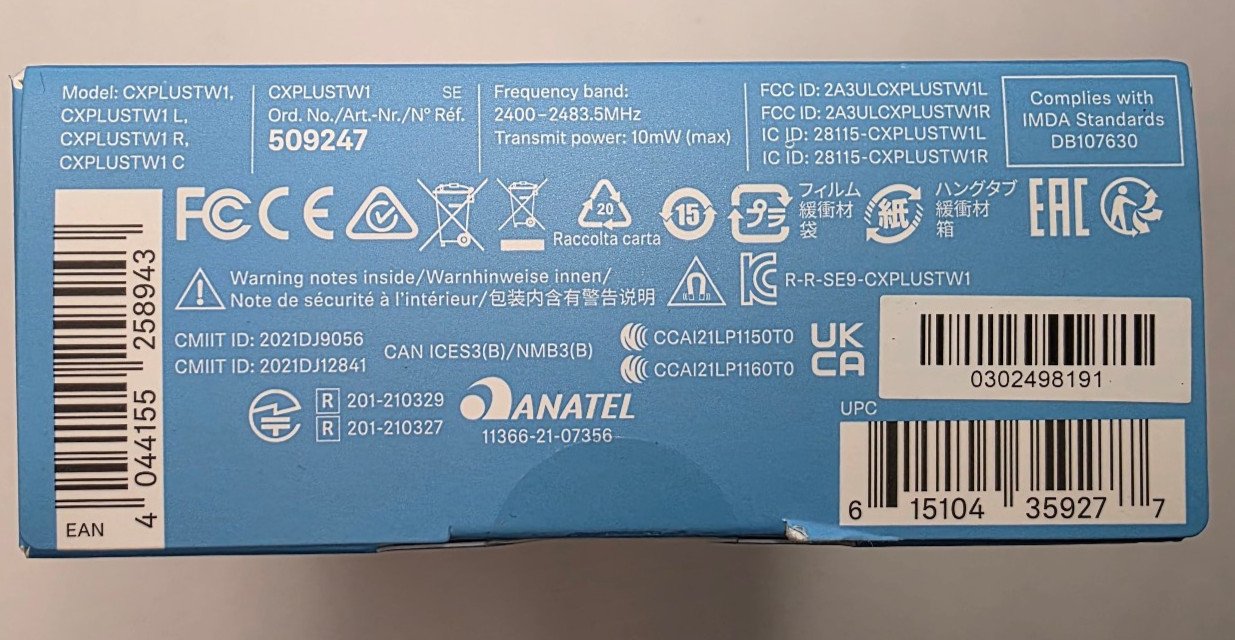 Model: CXPLUSTW1,
CXPLUSTW1 L,
CXPLUSTW1 R,
CXPLUSTW1 C
CXPLUSTW1 SE
Ord. No./Art.-Nr./N° Réf.
509247
Frequency band:
2400-2483.5MHz
Transmit power: 10mW (max)
FCC ID: 2A3ULCXPLUSTW1L
FCC ID: 2A3ULCXPLUSTW1R
IC ID: 28115-CXPLUSTW1L
IC ID: 28115-CXPLUSTW1R
Complies with
IMDA Standards
DB107630
FC CE
20
Raccolta carta
15
プラ
フィルム
緩衝材
袋
紙
ハングタブ
緩衝材
箱
EAC
Warning notes inside/Warnhinweise innen/
Note de sécurité à l'intérieur/包装内含有警告说明
R-R-SE9-CXPLUSTW1
CMIIT ID: 2021DJ9056
CMIIT ID: 2021DJ12841
CAN ICES3(B)/NMB3(B)
CCAI21LP1150T0
CCAI21LP1160T0
UK
CA
0302498191
R 201-210329
R 201-210327
ANATEL
11366-21-07356
UPC
6 15104 35927 7
EAN
4 044155 258943